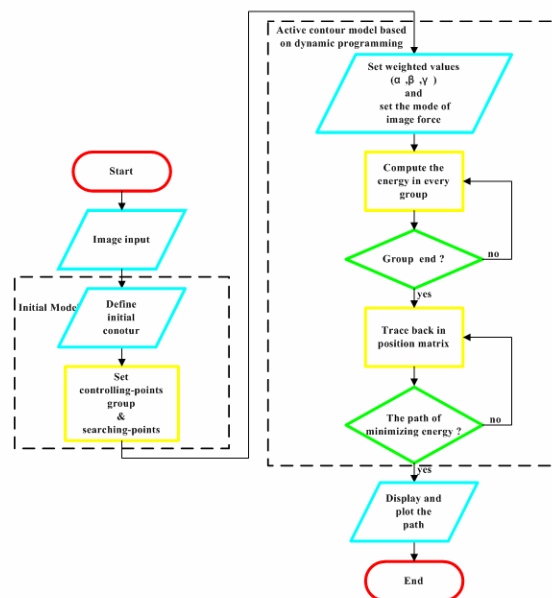 Start
Image input
Initial Model
Define
initial
conotur
Set
controlling-points
group
&
searching-points
Active contour model based
on dynamic programming
Set weighted values
(α ,β ,γ )
and
set the mode of
image force
Compute the
energy in every
group
Group end ?
no
yes
Trace back in
position matrix
The path of
minimizing energy ?
no
yes
Display and
plot the
path
End